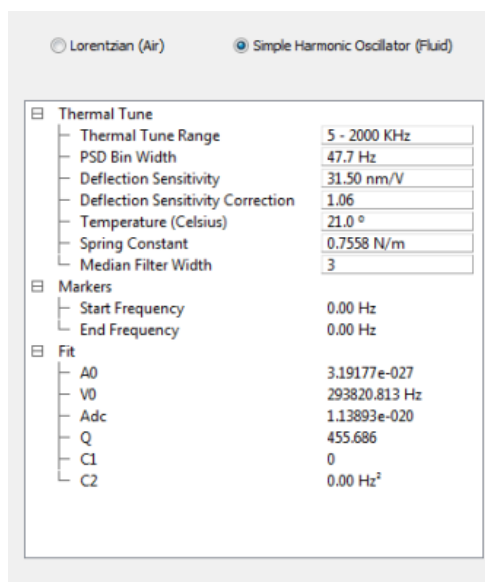 Lorentzian (Air) Simple Harmonic Oscillator (Fluid)
Thermal Tune
Thermal Tune Range 5 - 2000 KHz
PSD Bin Width 47.7 Hz
Deflection Sensitivity 31.50 nm/V
Deflection Sensitivity Correction 1.06
Temperature (Celsius) 21.0 º
Spring Constant 0.7558 N/m
Median Filter Width 3
Markers
Start Frequency 0.00 Hz
End Frequency 0.00 Hz
Fit
A0 3.19177e-027
V0 293820.813 Hz
Adc 1.13893e-020
Q 455.686
C1 0
C2 0.00 Hz²